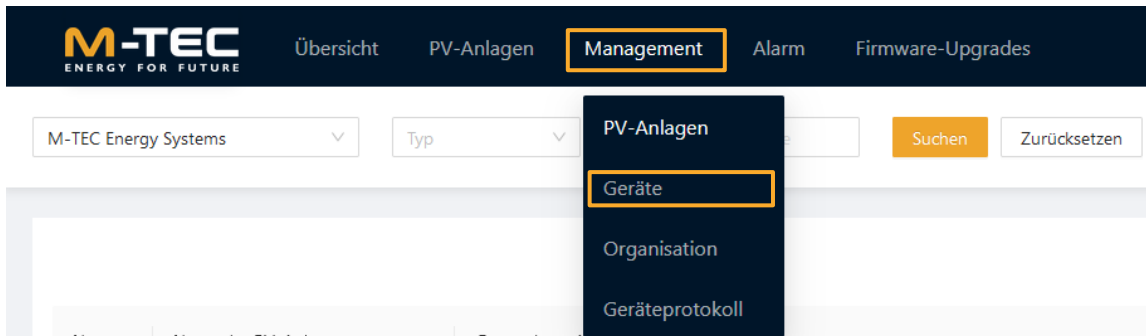 M-TEC
ENERGY FOR FUTURE
Übersicht PV-Anlagen Management Alarm Firmware-Upgrades
M-TEC Energy Systems Typ Suchen Zurücksetzen
PV-Anlagen
Geräte
Organisation
Geräteprotokoll